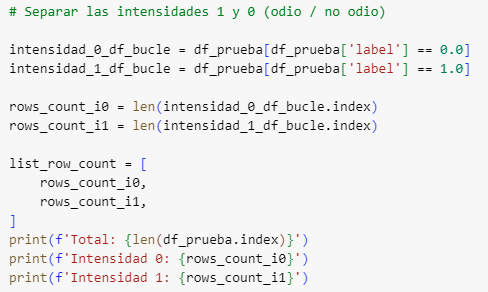 # Separar las intensidades 1 y 0 (odio / no odio)
intensidad_0_df_bucle = df_prueba[df_prueba['label'] == 0.0]
intensidad_1_df_bucle = df_prueba[df_prueba['label'] == 1.0]
rows_count_i0 = len(intensidad_0_df_bucle.index)
rows_count_i1 = len(intensidad_1_df_bucle.index)
list_row_count = [
    rows_count_i0,
    rows_count_i1,
]
print(f'Total: {len(df_prueba.index)}')
print(f'Intensidad 0: {rows_count_i0}')
print(f'Intensidad 1: {rows_count_i1}')